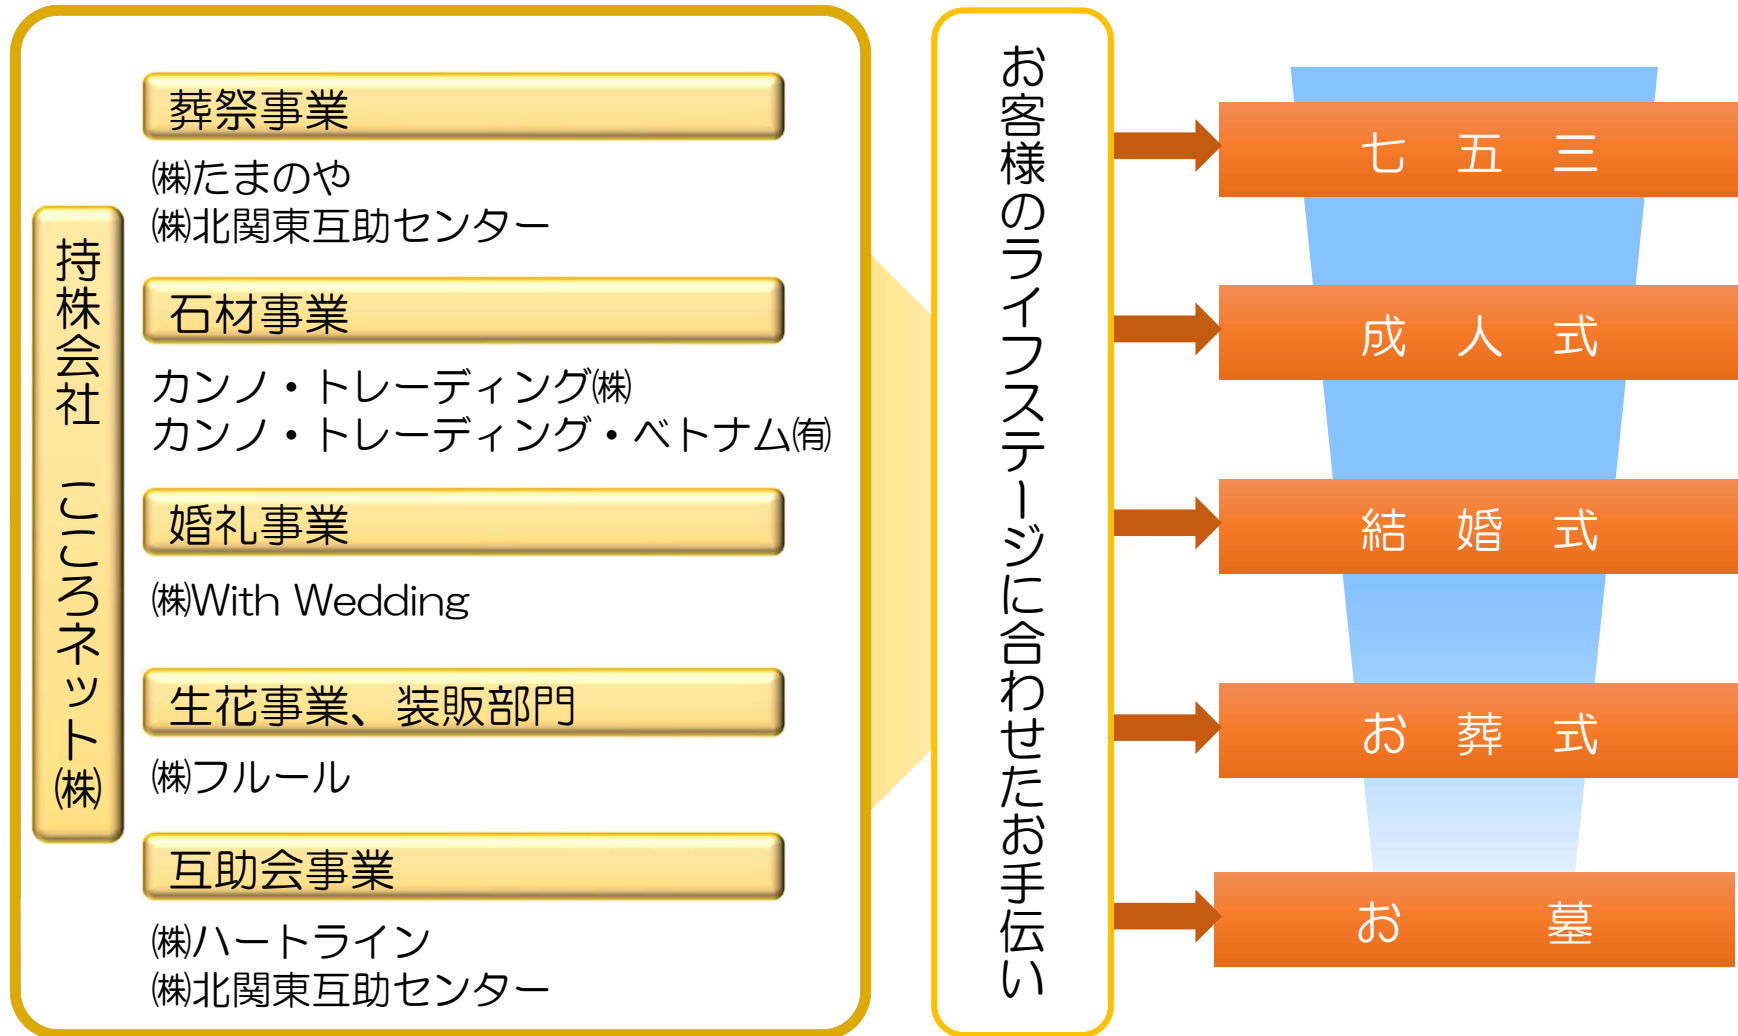 持株会社　こころネット㈱
葬祭事業
㈱たまのや
㈱北関東互助センター
石材事業
カンノ・トレーディング㈱
カンノ・トレーディング・ベトナム㈲
婚礼事業
㈱With Wedding
生花事業、装販部門
㈱フルール
互助会事業
㈱ハートライン
㈱北関東互助センター
お客様のライフステージに合わせたお手伝い
七　五　三
成　人　式
結　婚　式
お　葬　式
お　　　墓